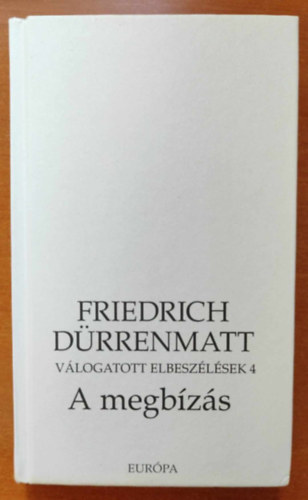 FRIEDRICH
DÜRRENMATT
VÁLOGATOTT ELBESZÉLÉSEK 4
A megbízás
EURÓPA